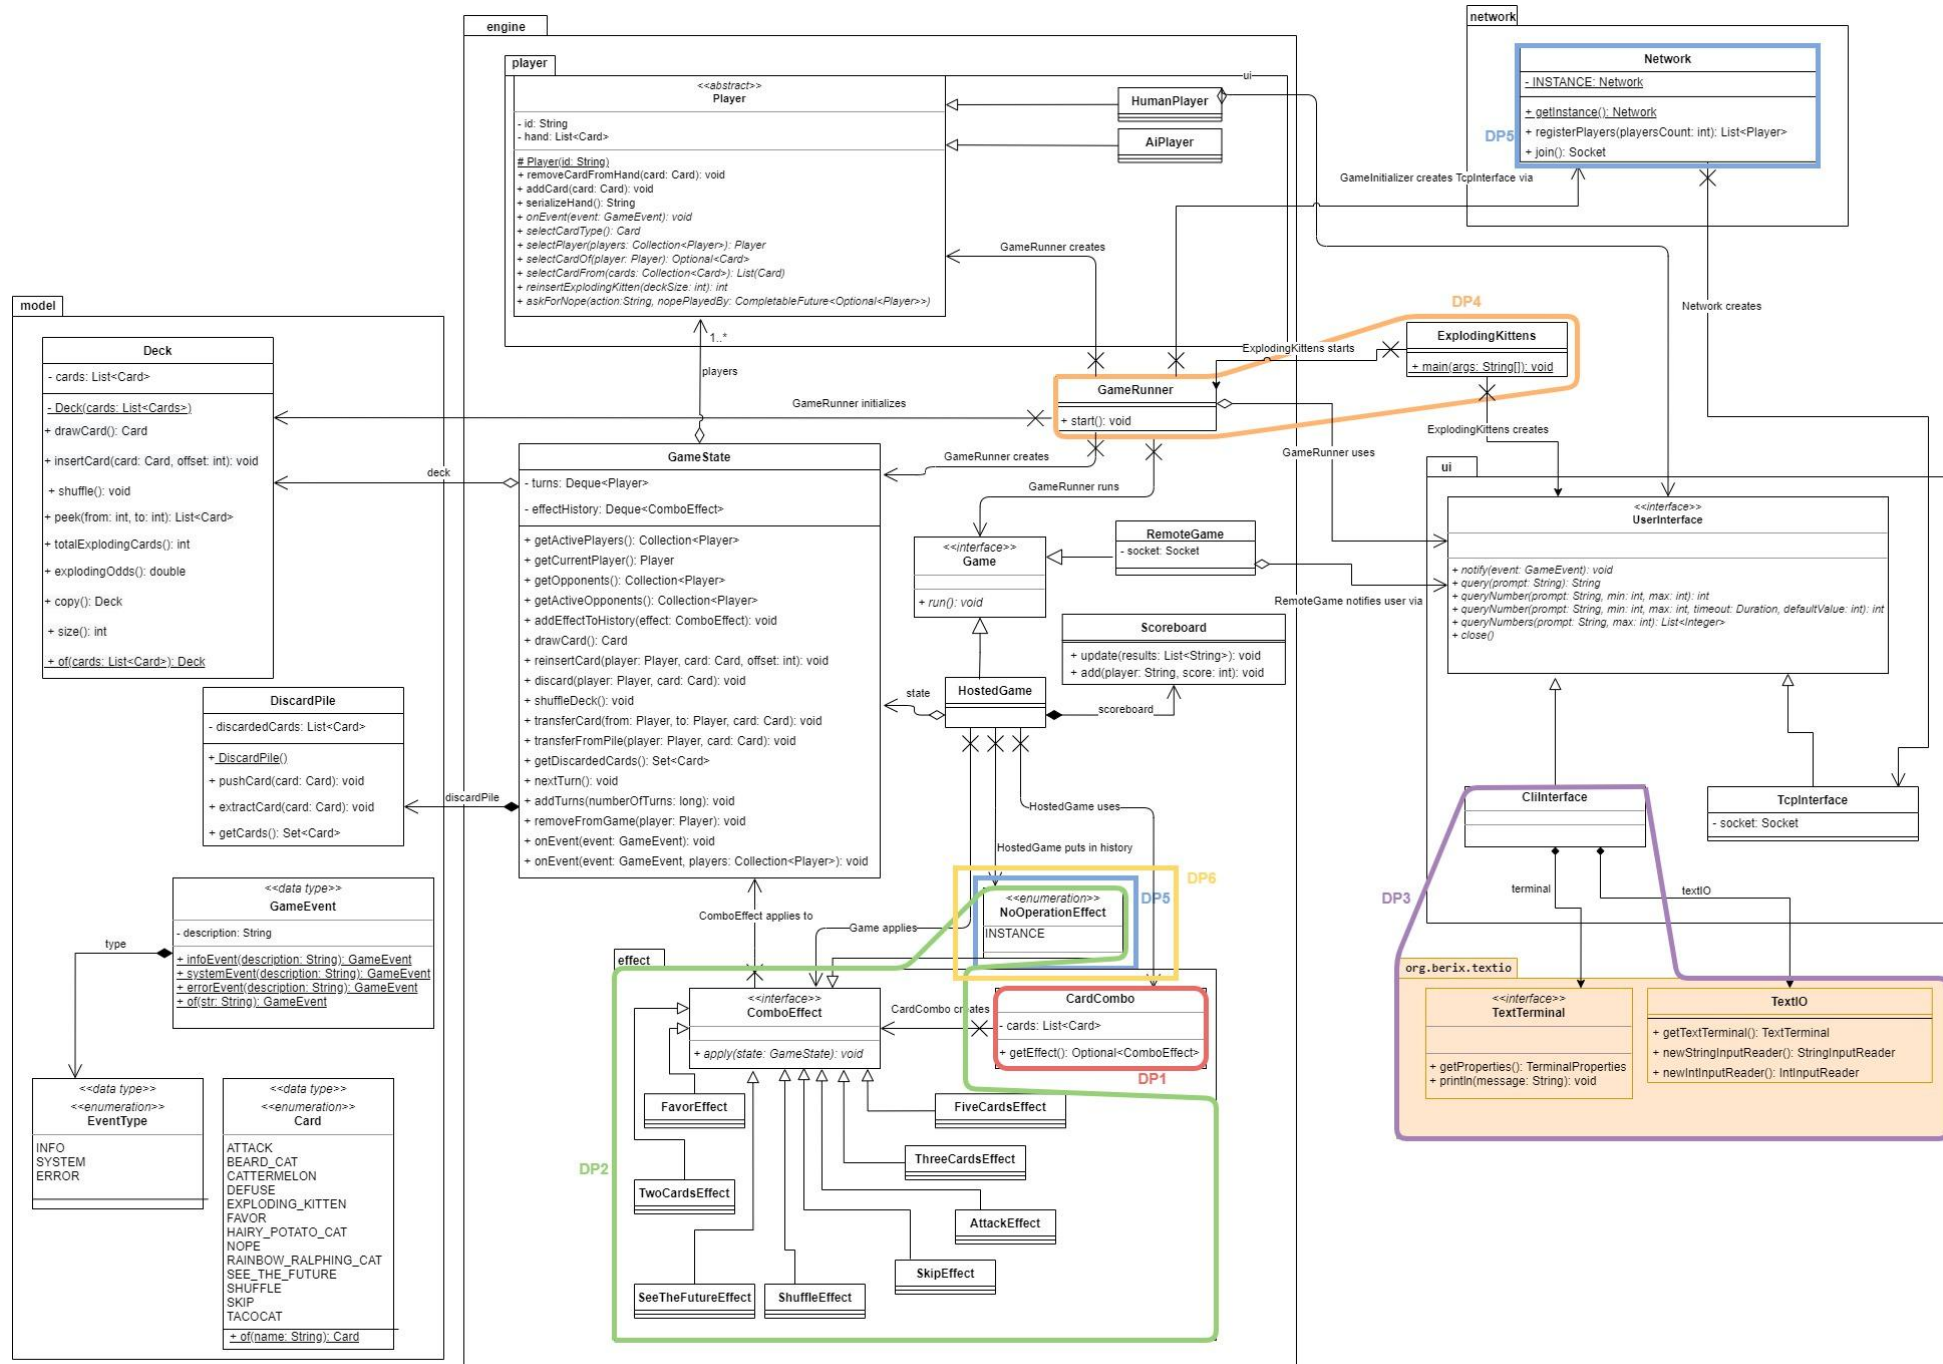 engine
network
player
<<abstract>>
Player
- id: String
- hand: List<Card>
# Player(id: String)
+ removeCardFromHand(card: Card): void
+ addCard(card: Card): void
+ serializeHand(): String
+ onEvent(event: GameEvent): void
+ selectCardType(): Card
+ selectPlayer(players: Collection<Player>): Player
+ selectCardOf(player: Player): Optional<Card>
+ selectCardFrom(cards: Collection<Card>): List(Card)
+ reinsertExplodingKitten(deckSize: int): int
+ askForNope(action:String, nopePlayedBy: CompletableFuture<Optional<Player>>)
ui
HumanPlayer
AiPlayer
Network
- INSTANCE: Network
+ getInstance(): Network
+ registerPlayers(playersCount: int): List<Player>
+ join(): Socket
DP5
GameInitializer creates TcpInterface via
GameRunner creates
Network creates
DP4
ExplodingKittens
+ main(args: String[]): void
ExplodingKittens starts
GameRunner
+ start(): void
GameRunner initializes
ExplodingKittens creates
GameRunner uses
GameRunner creates
GameRunner runs
1..*
players
model
Deck
- cards: List<Card>
- Deck(cards: List<Cards>)
+ drawCard(): Card
+ insertCard(card: Card, offset: int): void
+ shuffle(): void
+ peek(from: int, to: int): List<Card>
+ totalExplodingCards(): int
+ explodingOdds(): double
+ copy(): Deck
+ size(): int
+ of(cards: List<Card>): Deck
deck
GameState
- turns: Deque<Player>
- effectHistory: Deque<ComboEffect>
+ getActivePlayers(): Collection<Player>
+ getCurrentPlayer(): Player
+ getOpponents(): Collection<Player>
+ getActiveOpponents(): Collection<Player>
+ addEffectToHistory(effect: ComboEffect): void
+ drawCard(): Card
+ reinsertCard(player: Player, card: Card, offset: int): void
+ discard(player: Player, card: Card): void
+ shuffleDeck(): void
+ transferCard(from: Player, to: Player, card: Card): void
+ transferFromPile(player: Player, card: Card): void
+ getDiscardedCards(): Set<Card>
+ nextTurn(): void
+ addTurns(numberOfTurns: long): void
+ removeFromGame(player: Player): void
+ onEvent(event: GameEvent): void
+ onEvent(event: GameEvent, players: Collection<Player>): void
<<interface>>
Game
+ run(): void
RemoteGame
- socket: Socket
RemoteGame notifies user via
Scoreboard
+ update(results: List<String>): void
+ add(player: String, score: int): void
HostedGame
state
scoreboard
ui
<<interface>>
UserInterface
+ notify(event: GameEvent): void
+ query(prompt: String): String
+ queryNumber(prompt: String, min: int, max: int): int
+ queryNumber(prompt: String, min: int, max: int, timeout: Duration, defaultValue: int): int
+ queryNumbers(prompt: String, max: int): List<Integer>
+ close()
DiscardPile
- discardedCards: List<Card>
+ DiscardPile()
+ pushCard(card: Card): void
+ extractCard(card: Card): void
+ getCards(): Set<Card>
discardPile
HostedGame uses
HostedGame puts in history
CliInterface
TcpInterface
- socket: Socket
terminal
textIO
DP3
<<data type>>
GameEvent
- description: String
+ infoEvent(description: String): GameEvent
+ systemEvent(description: String): GameEvent
+ errorEvent(description: String): GameEvent
+ of(str: String): GameEvent
type
ComboEffect applies to
Game applies
DP6
DP5
<<enumeration>>
NoOperationEffect
INSTANCE
effect
<<interface>>
ComboEffect
+ apply(state: GameState): void
CardCombo creates
CardCombo
- cards: List<Card>
+ getEffect(): Optional<ComboEffect>
DP1
org.berix.textio
<<interface>>
TextTerminal
+ getProperties(): TerminalProperties
+ println(message: String): void
TextIO
+ getTextTerminal(): TextTerminal
+ newStringInputReader(): StringInputReader
+ newIntInputReader(): IntInputReader
<<data type>>
<<enumeration>>
EventType
INFO
SYSTEM
ERROR
<<data type>>
<<enumeration>>
Card
ATTACK
BEARD_CAT
CATTERMELON
DEFUSE
EXPLODING_KITTEN
FAVOR
HAIRY_POTATO_CAT
NOPE
RAINBOW_RALPHING_CAT
SEE_THE_FUTURE
SHUFFLE
SKIP
TACOCAT
+ of(name: String): Card
DP2
FavorEffect
FiveCardsEffect
ThreeCardsEffect
TwoCardsEffect
AttackEffect
SkipEffect
SeeTheFutureEffect
ShuffleEffect